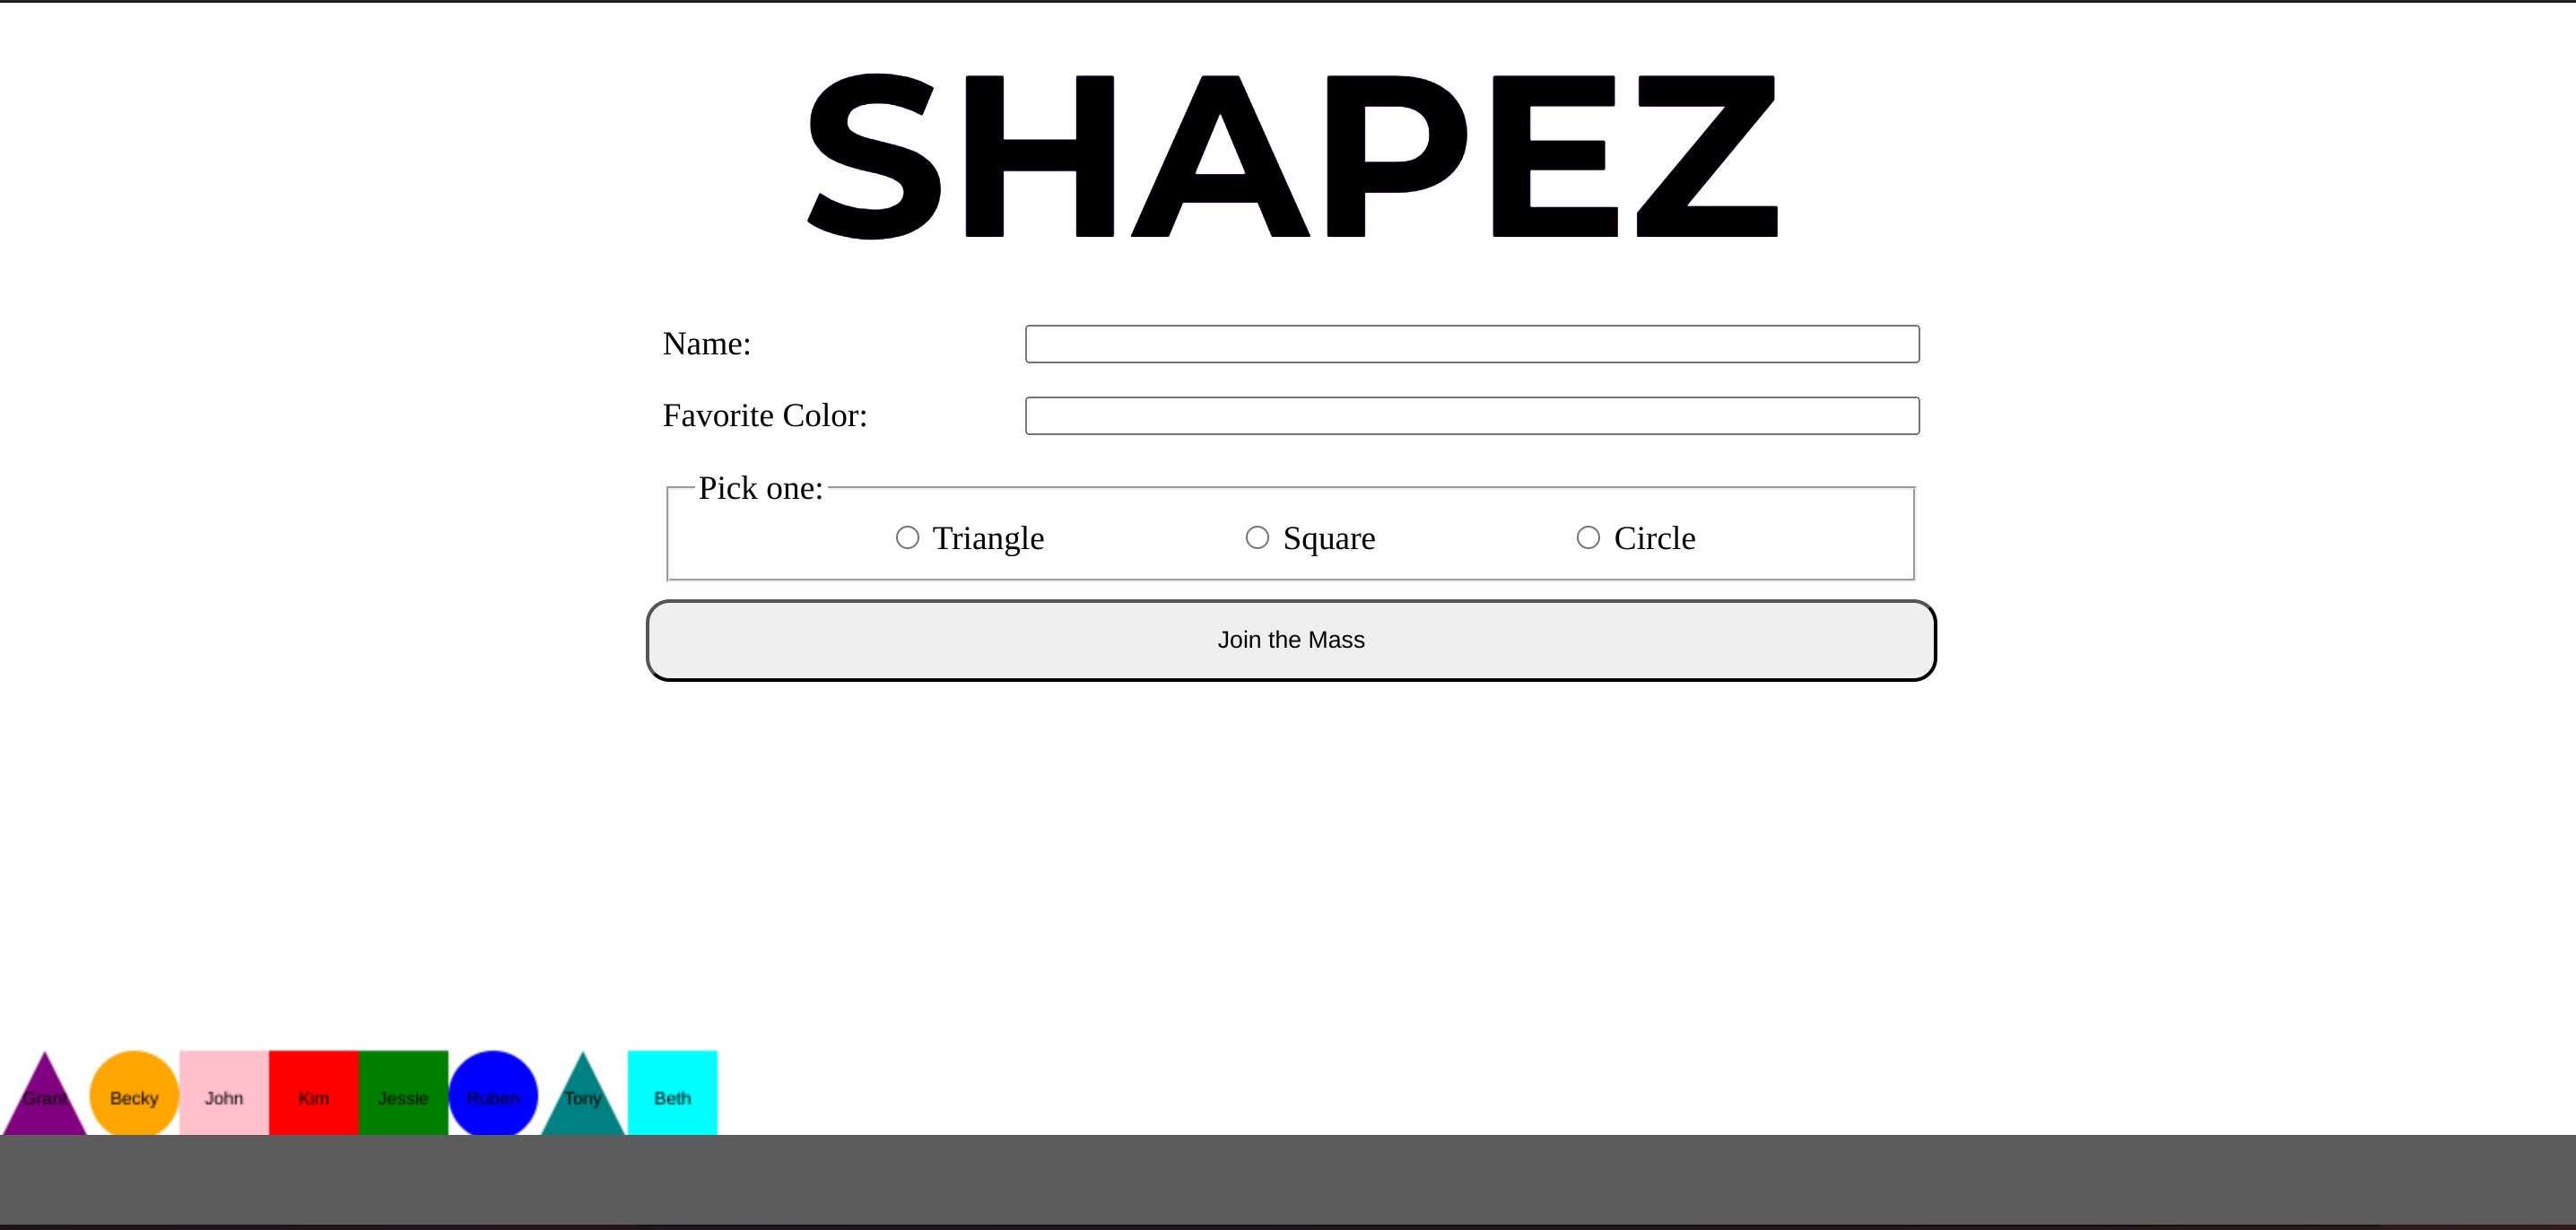 SHAPEZ
Name:
Favorite Color:
Pick one:
Triangle Square Circle
Join the Mass
Grant Becky John Kim Jessie Ruben Tony Beth